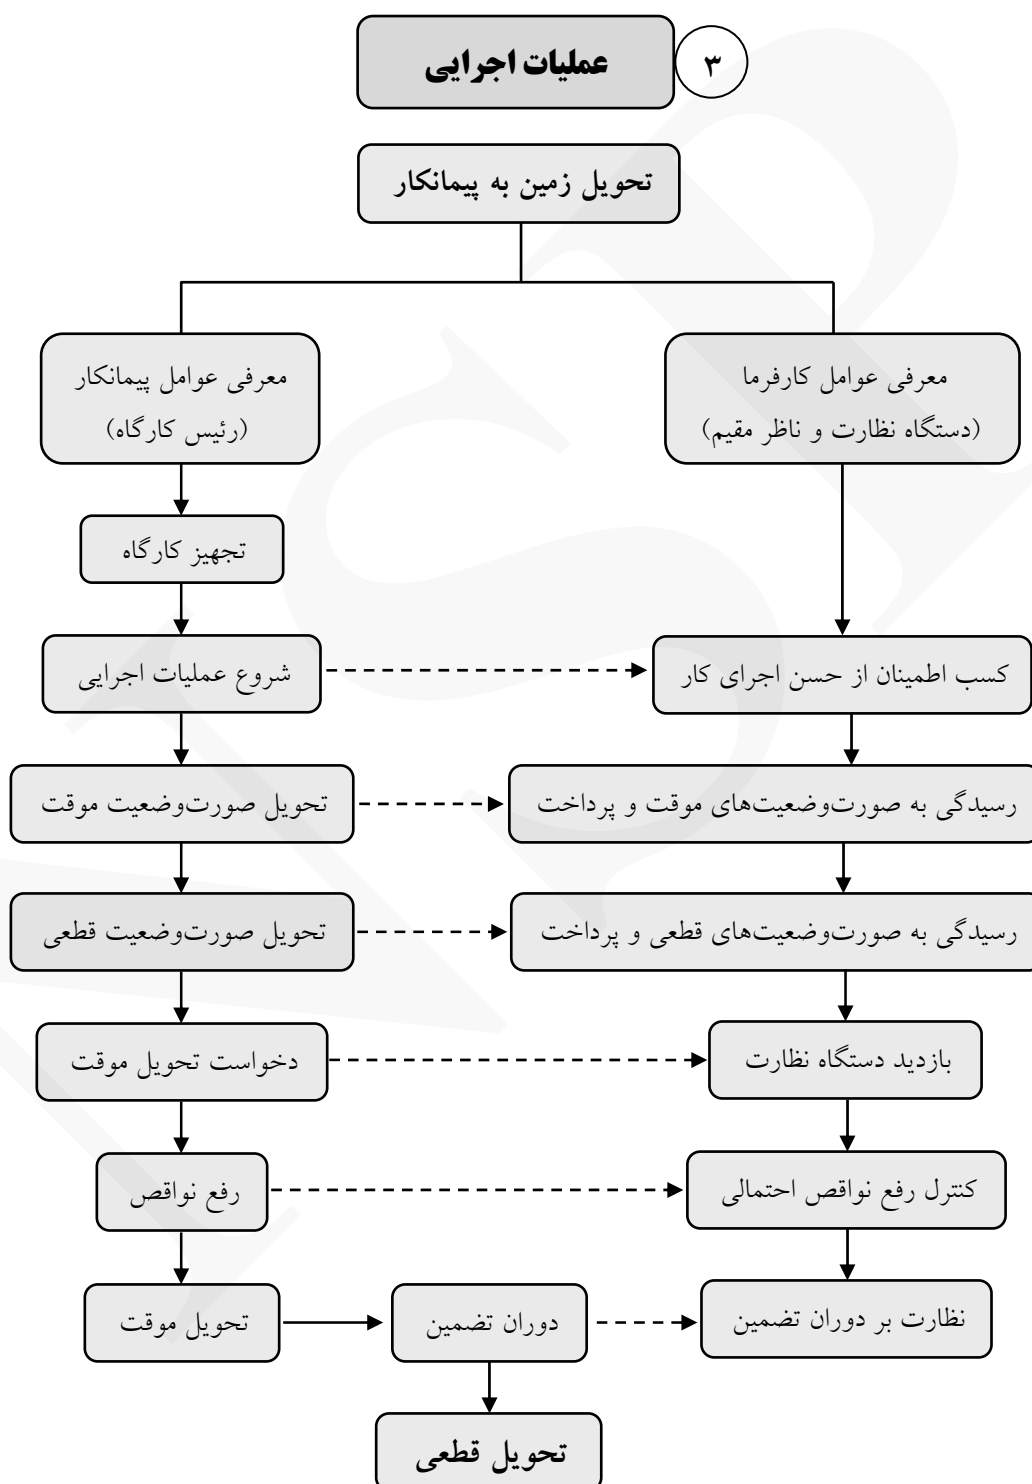 عملیات اجرایی
۳
تحویل زمین به پیمانکار
معرفی عوامل کارفرما
(دستگاه نظارت و ناظر مقیم)
معرفی عوامل پیمانکار
(رئیس کارگاه)
تجهیز کارگاه
کسب اطمینان از حسن اجرای کار
شروع عملیات اجرایی
رسیدگی به صورت‌وضعیت‌های موقت و پرداخت
تحویل صورت‌وضعیت موقت
رسیدگی به صورت‌وضعیت‌های قطعی و پرداخت
تحویل صورت‌وضعیت قطعی
بازدید دستگاه نظارت
دخواست تحویل موقت
کنترل رفع نواقص احتمالی
رفع نواقص
نظارت بر دوران تضمین
دوران تضمین
تحویل موقت
تحویل قطعی